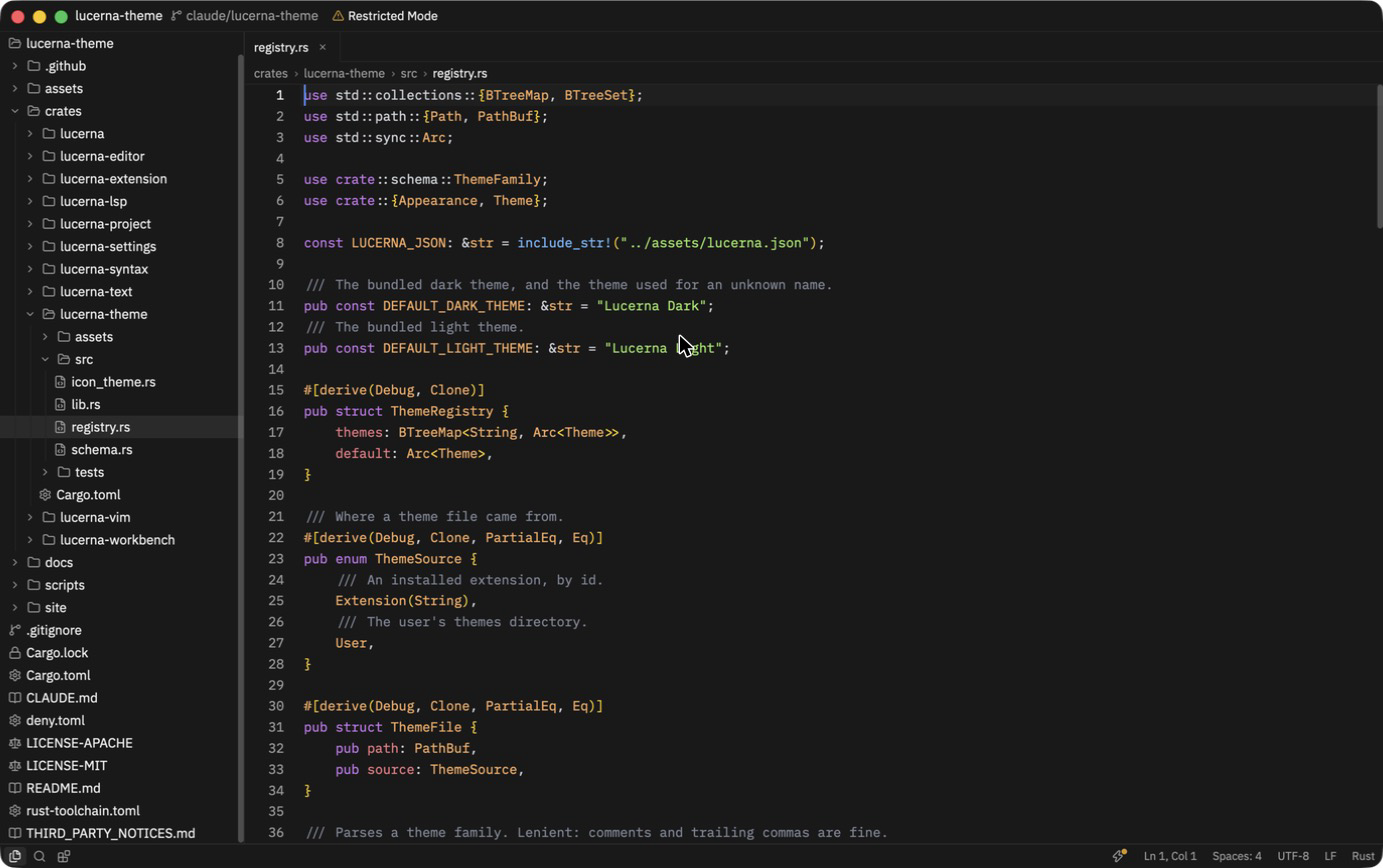 lucerna-theme claude/lucerna-theme Restricted Mode
lucerna-theme
.github
assets
crates
lucerna
lucerna-editor
lucerna-extension
lucerna-lsp
lucerna-project
lucerna-settings
lucerna-syntax
lucerna-text
lucerna-theme
assets
src
icon_theme.rs
lib.rs
registry.rs
schema.rs
tests
Cargo.toml
lucerna-vim
lucerna-workbench
docs
scripts
site
.gitignore
Cargo.lock
Cargo.toml
CLAUDE.md
deny.toml
LICENSE-APACHE
LICENSE-MIT
README.md
rust-toolchain.toml
THIRD_PARTY_NOTICES.md
registry.rs ×
crates › lucerna-theme › src › registry.rs
1 use std::collections::{BTreeMap, BTreeSet};
2 use std::path::{Path, PathBuf};
3 use std::sync::Arc;
4
5 use crate::schema::ThemeFamily;
6 use crate::{Appearance, Theme};
7
8 const LUCERNA_JSON: &str = include_str!("../assets/lucerna.json");
9
10 /// The bundled dark theme, and the theme used for an unknown name.
11 pub const DEFAULT_DARK_THEME: &str = "Lucerna Dark";
12 /// The bundled light theme.
13 pub const DEFAULT_LIGHT_THEME: &str = "Lucerna Light";
14
15 #[derive(Debug, Clone)]
16 pub struct ThemeRegistry {
17     themes: BTreeMap<String, Arc<Theme>>,
18     default: Arc<Theme>,
19 }
20
21 /// Where a theme file came from.
22 #[derive(Debug, Clone, PartialEq, Eq)]
23 pub enum ThemeSource {
24     /// An installed extension, by id.
25     Extension(String),
26     /// The user's themes directory.
27     User,
28 }
29
30 #[derive(Debug, Clone, PartialEq, Eq)]
31 pub struct ThemeFile {
32     pub path: PathBuf,
33     pub source: ThemeSource,
34 }
35
36 /// Parses a theme family. Lenient: comments and trailing commas are fine.
Ln 1, Col 1 Spaces: 4 UTF-8 LF Rust